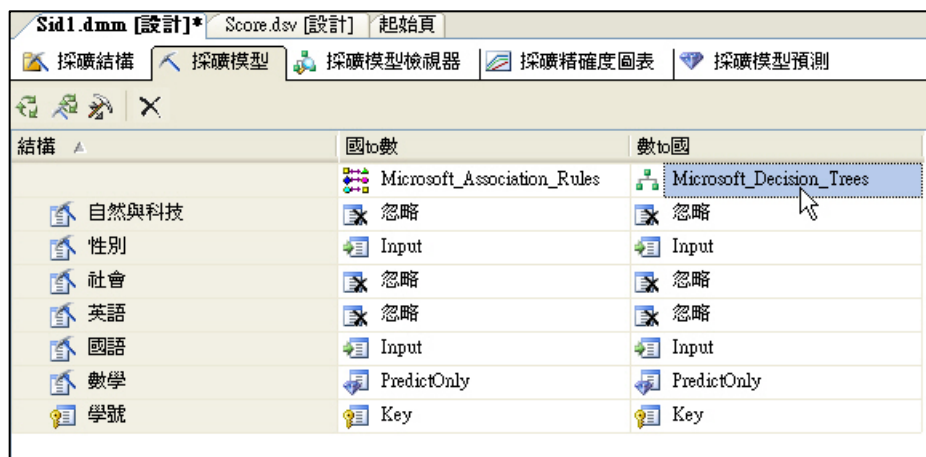 Sid1.dmm [設計]* Score.dsv [設計] 起始頁
採礦結構 採礦模型 採礦模型檢視器 採礦精確度圖表 採礦模型預測
結構 國to數 數to國
Microsoft_Association_Rules Microsoft_Decision_Trees
自然與科技 忽略 忽略
性別 Input Input
社會 忽略 忽略
英語 忽略 忽略
國語 Input Input
數學 PredictOnly PredictOnly
學號 Key Key